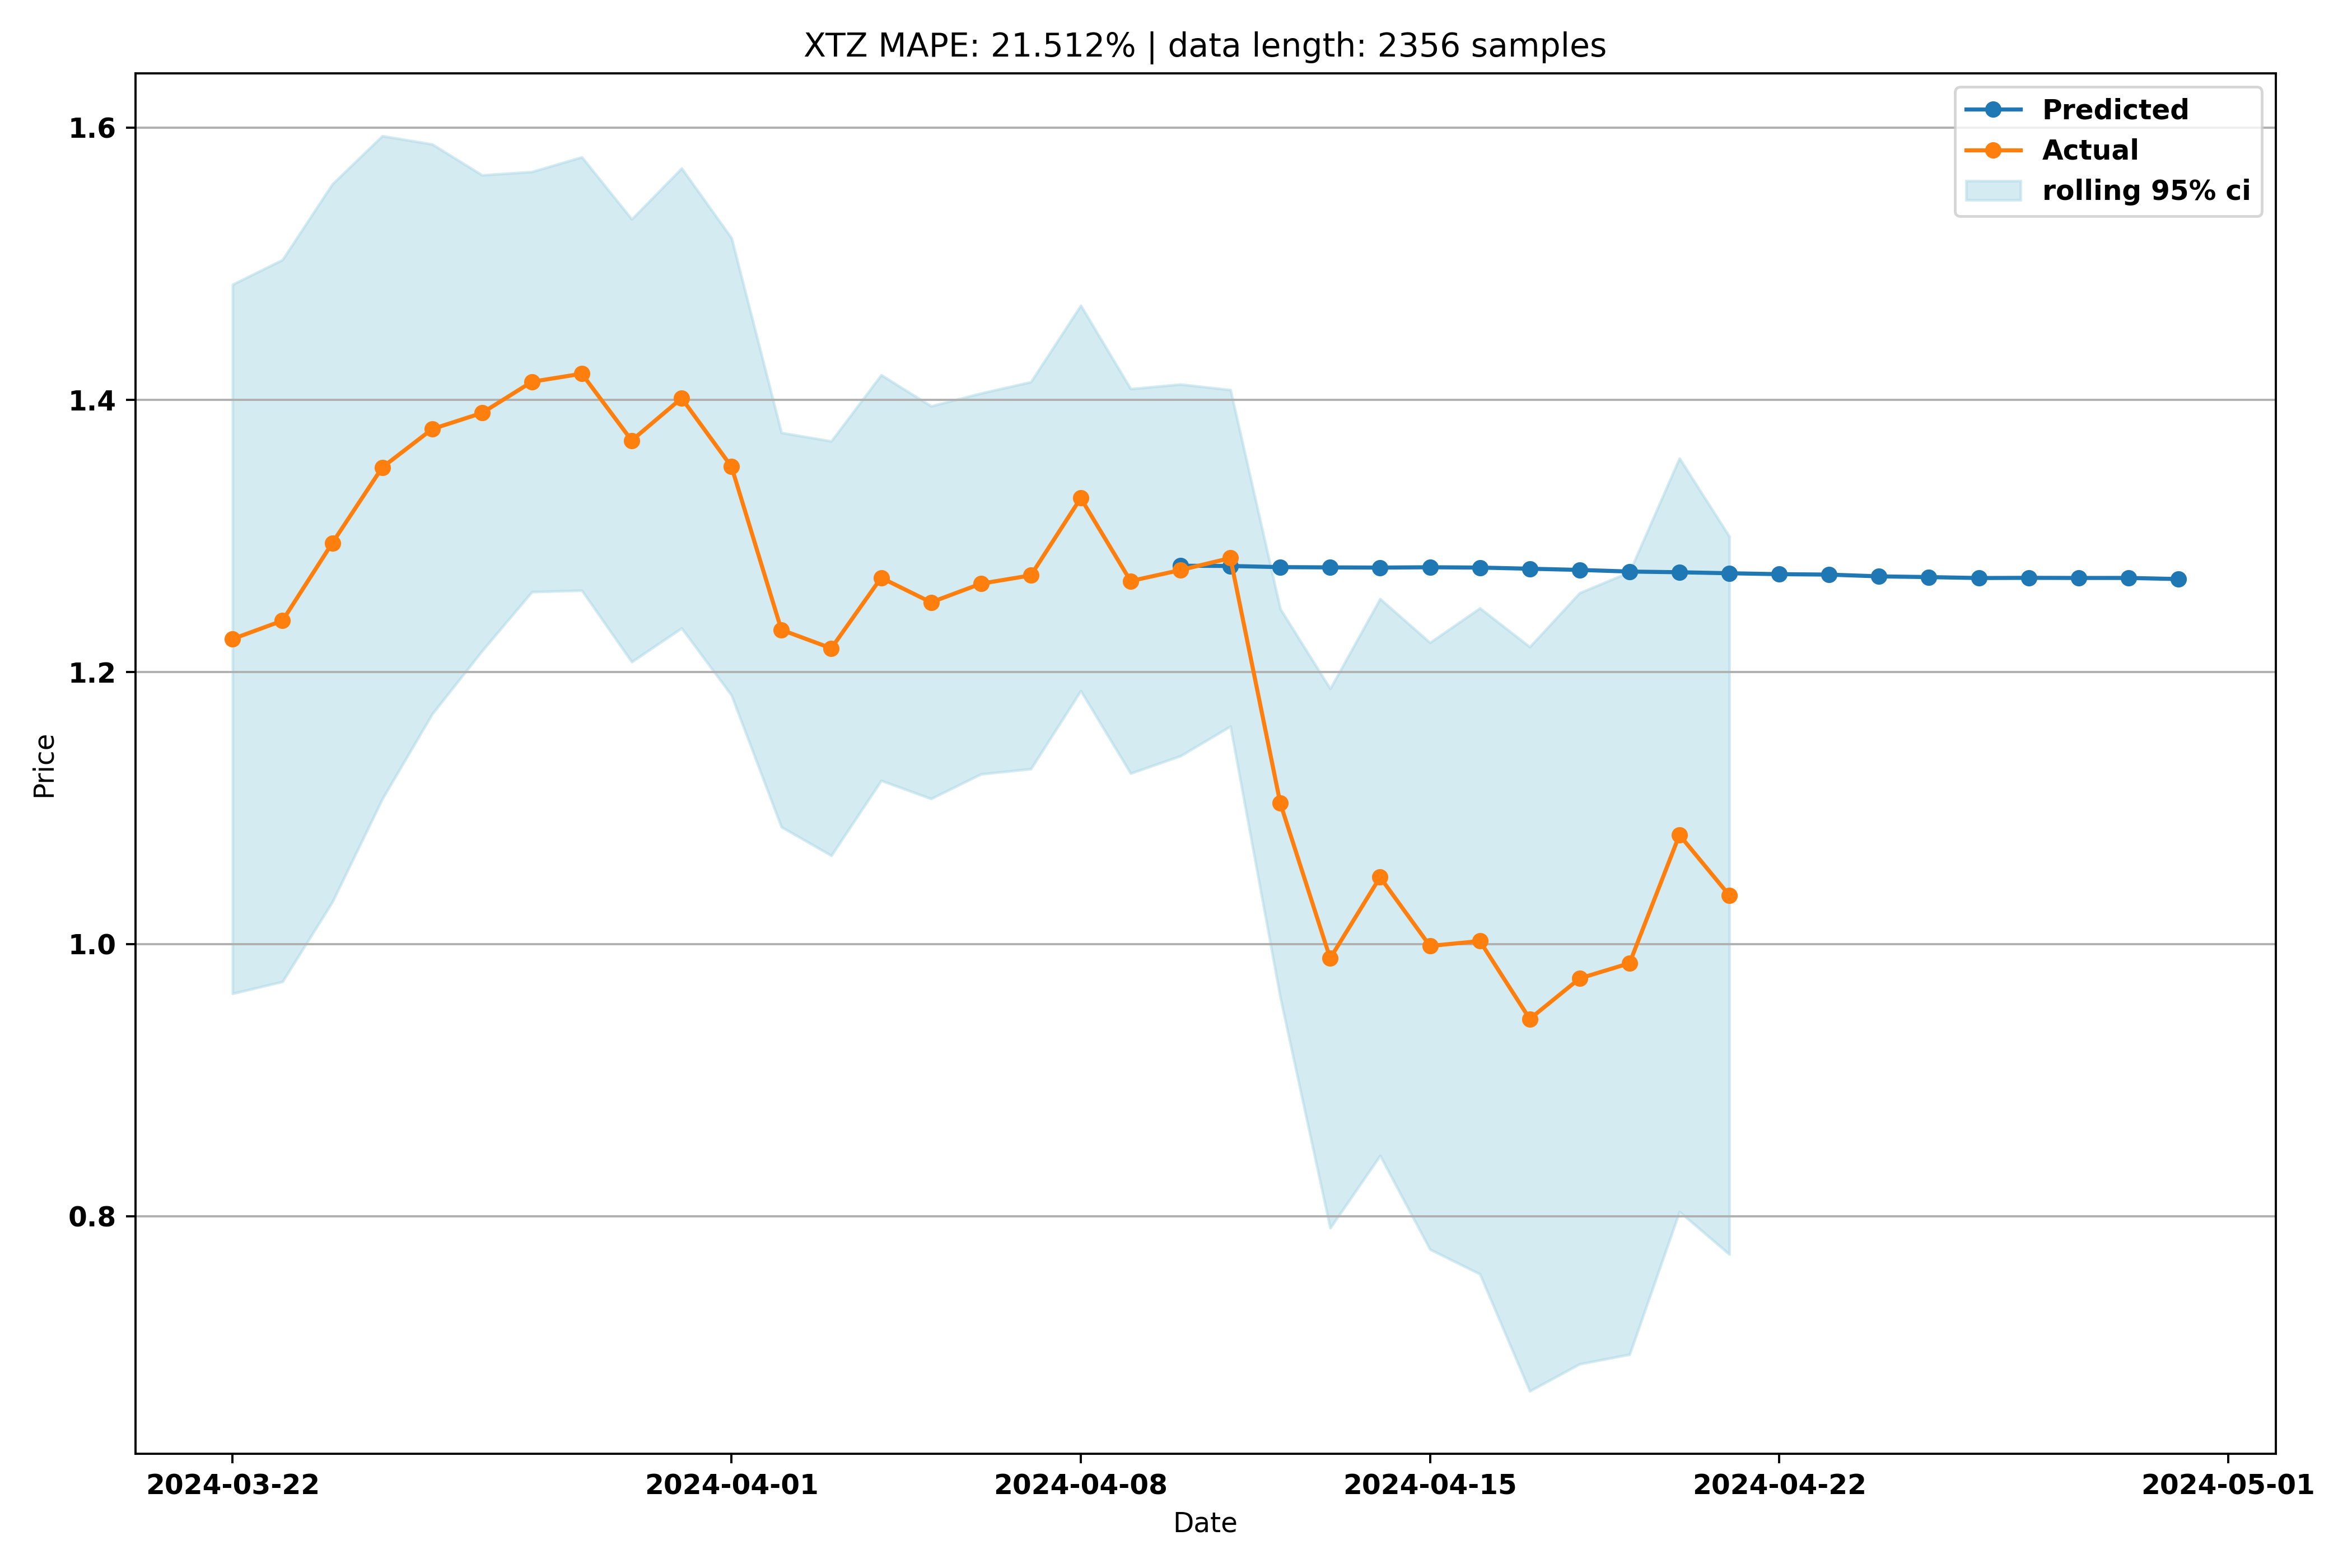 XTZ MAPE: 21.512% | data length: 2356 samples
Predicted
Actual
rolling 95% ci
1.6
1.4
1.2
1.0
0.8
Price
2024-03-22 2024-04-01 2024-04-08 2024-04-15 2024-04-22 2024-05-01
Date